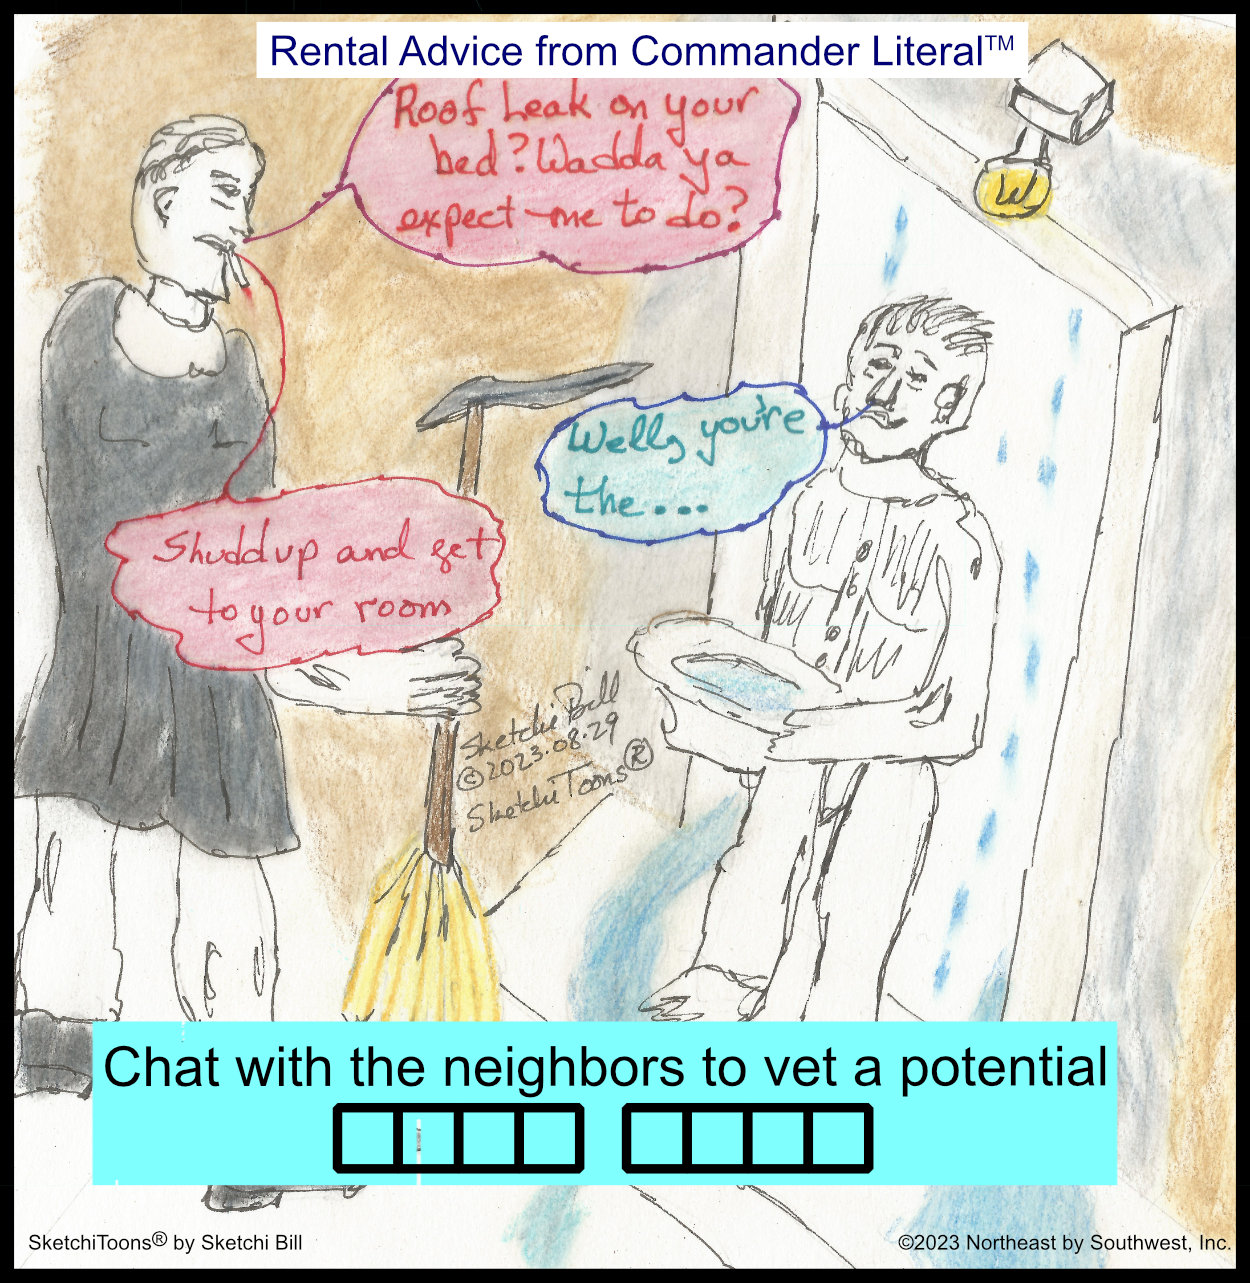 Rental Advice from Commander Literal™
Roof Leak on your
bed? Wadda ya
expect me to do?
Well, you're
the....
Shuddup and get
to your room
Sketchi Bill
©2023.08.29
SketchiToons®
Chat with the neighbors to vet a potential
SketchiToons® by Sketchi Bill
©2023 Northeast by Southwest, Inc.